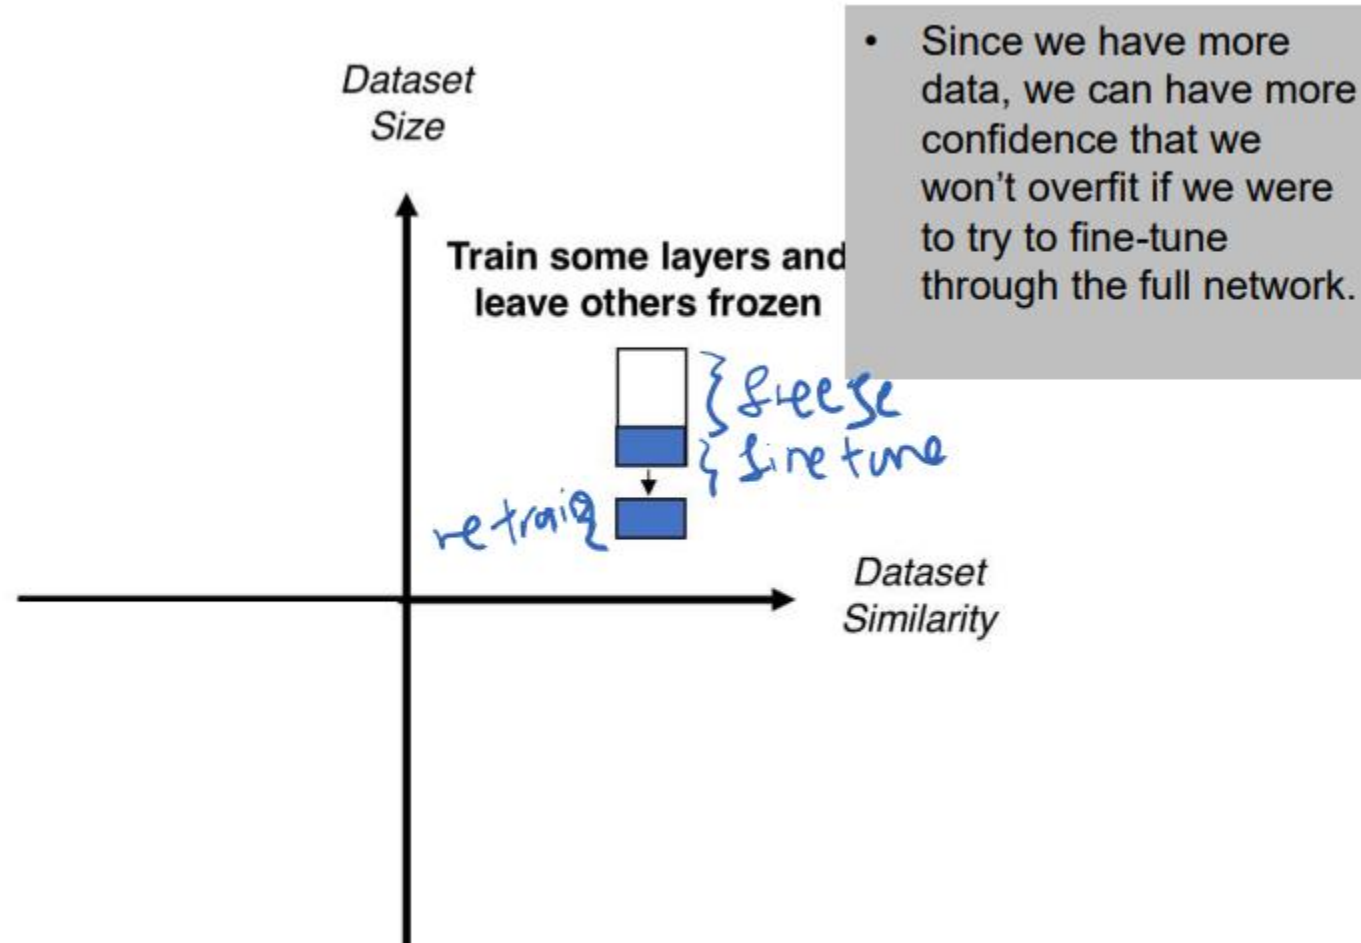 Dataset
Size
• Since we have more
data, we can have more
confidence that we
won't overfit if we were
to try to fine-tune
through the full network.
Train some layers and
leave others frozen
freeze
finetune
retrain
Dataset
Similarity